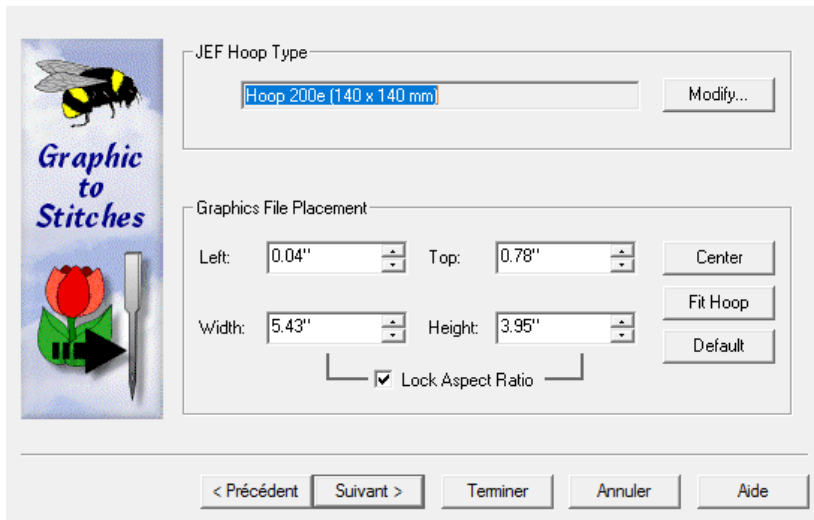 JEF Hoop Type
Hoop 200e (140 x 140 mm)
Modify...
Graphic
to
Stitches
Graphics File Placement
Left: 0.04" Top: 0.78" Center
Fit Hoop
Width: 5.43" Height: 3.95" Default
Lock Aspect Ratio
< Précédent Suivant > Terminer Annuler Aide